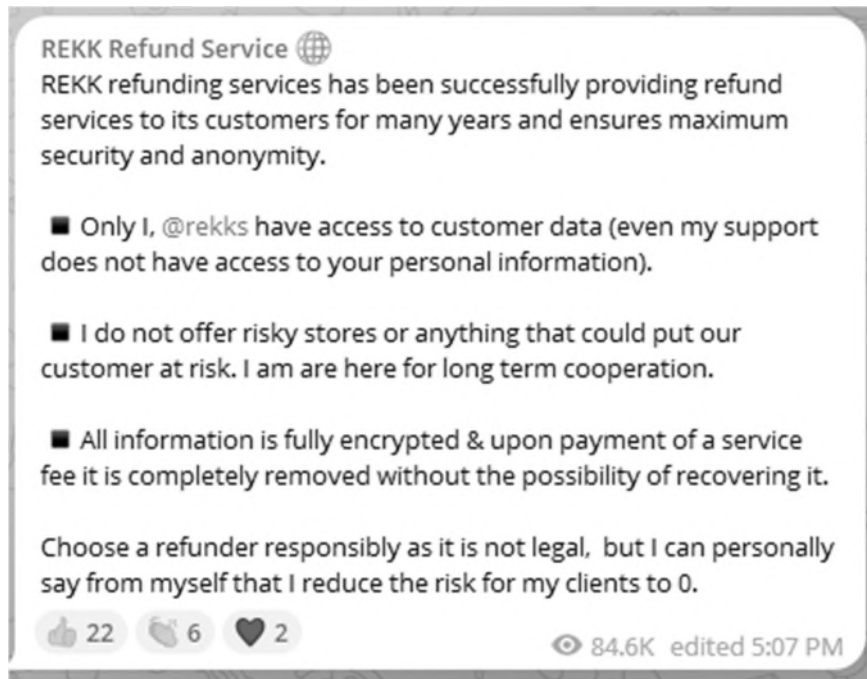 REKK Refund Service 🌐
REKK refunding services has been successfully providing refund
services to its customers for many years and ensures maximum
security and anonymity.
◾ Only I, @rekks have access to customer data (even my support
does not have access to your personal information).
◾ I do not offer risky stores or anything that could put our
customer at risk. I am are here for long term cooperation.
◾ All information is fully encrypted & upon payment of a service
fee it is completely removed without the possibility of recovering it.
Choose a refunder responsibly as it is not legal,  but I can personally
say from myself that I reduce the risk for my clients to 0.
👍 22 👏 6 🖤 2 84.6K edited 5:07 PM